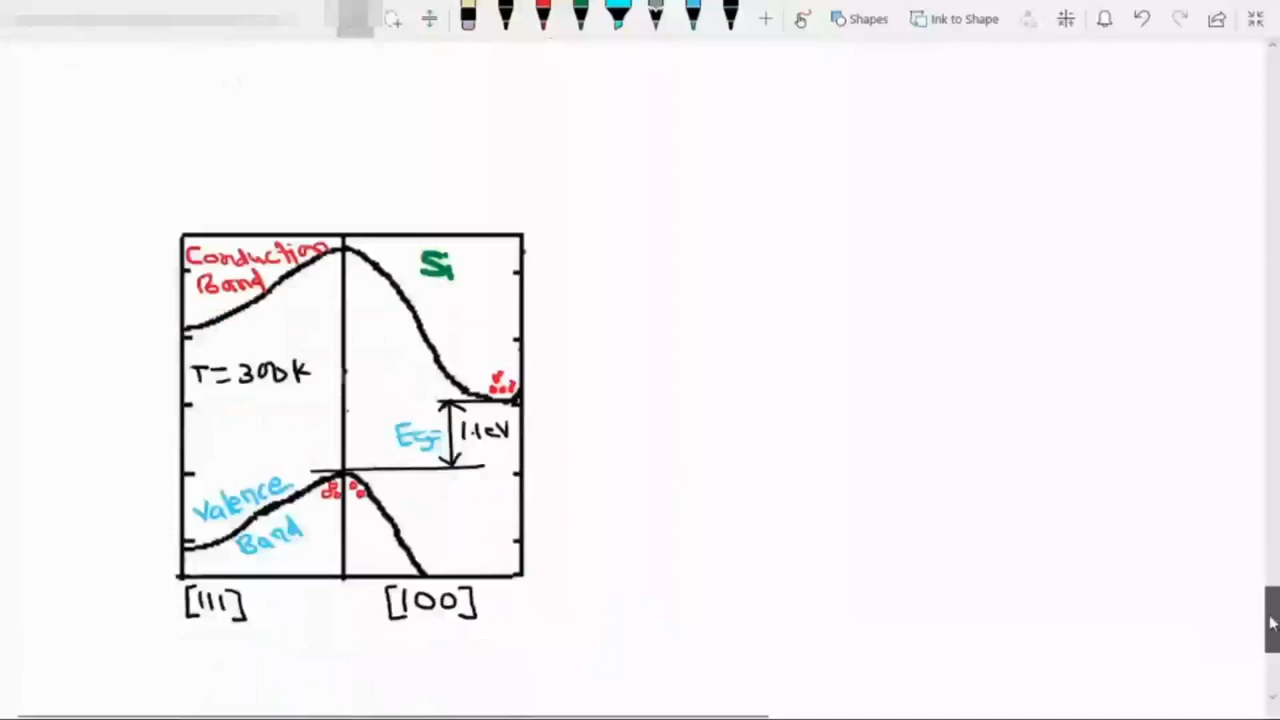 Shapes
Ink to Shape
Conduction
Band
Si
T=300K
Eg=
1.1eV
Valence
Band
[111]
[100]